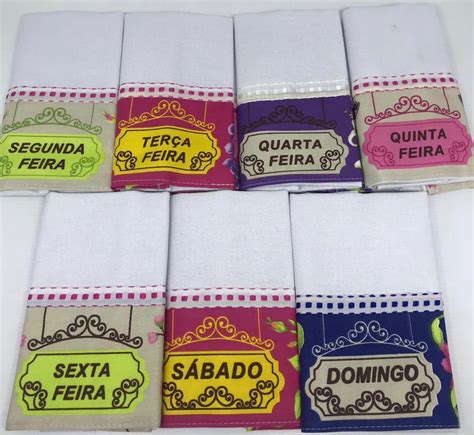 SEGUNDA
FEIRA
TERÇA
FEIRA
QUARTA
FEIRA
QUINTA
FEIRA
SEXTA
FEIRA
SÁBADO
DOMINGO